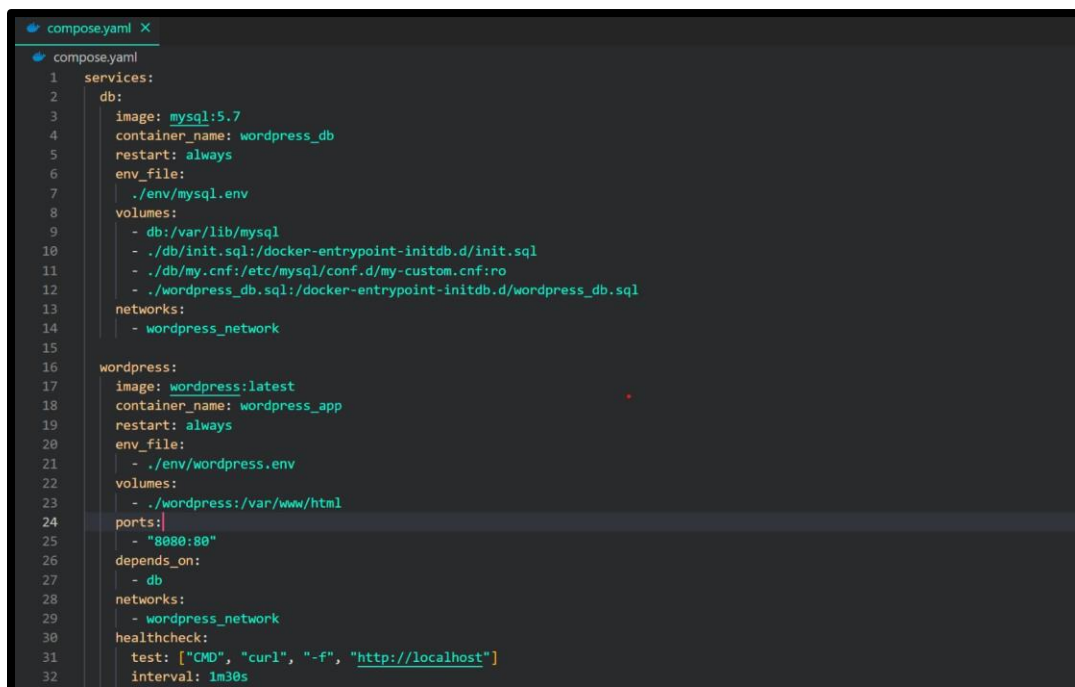 compose.yaml ×
compose.yaml
1 services:
2   db:
3     image: mysql:5.7
4     container_name: wordpress_db
5     restart: always
6     env_file:
7       ./env/mysql.env
8     volumes:
9       - db:/var/lib/mysql
10       - ./db/init.sql:/docker-entrypoint-initdb.d/init.sql
11       - ./db/my.cnf:/etc/mysql/conf.d/my-custom.cnf:ro
12       - ./wordpress_db.sql:/docker-entrypoint-initdb.d/wordpress_db.sql
13     networks:
14       - wordpress_network
15
16   wordpress:
17     image: wordpress:latest
18     container_name: wordpress_app
19     restart: always
20     env_file:
21       - ./env/wordpress.env
22     volumes:
23       - ./wordpress:/var/www/html
24     ports:
25       - "8080:80"
26     depends_on:
27       - db
28     networks:
29       - wordpress_network
30     healthcheck:
31       test: ["CMD", "curl", "-f", "http://localhost"]
32       interval: 1m30s